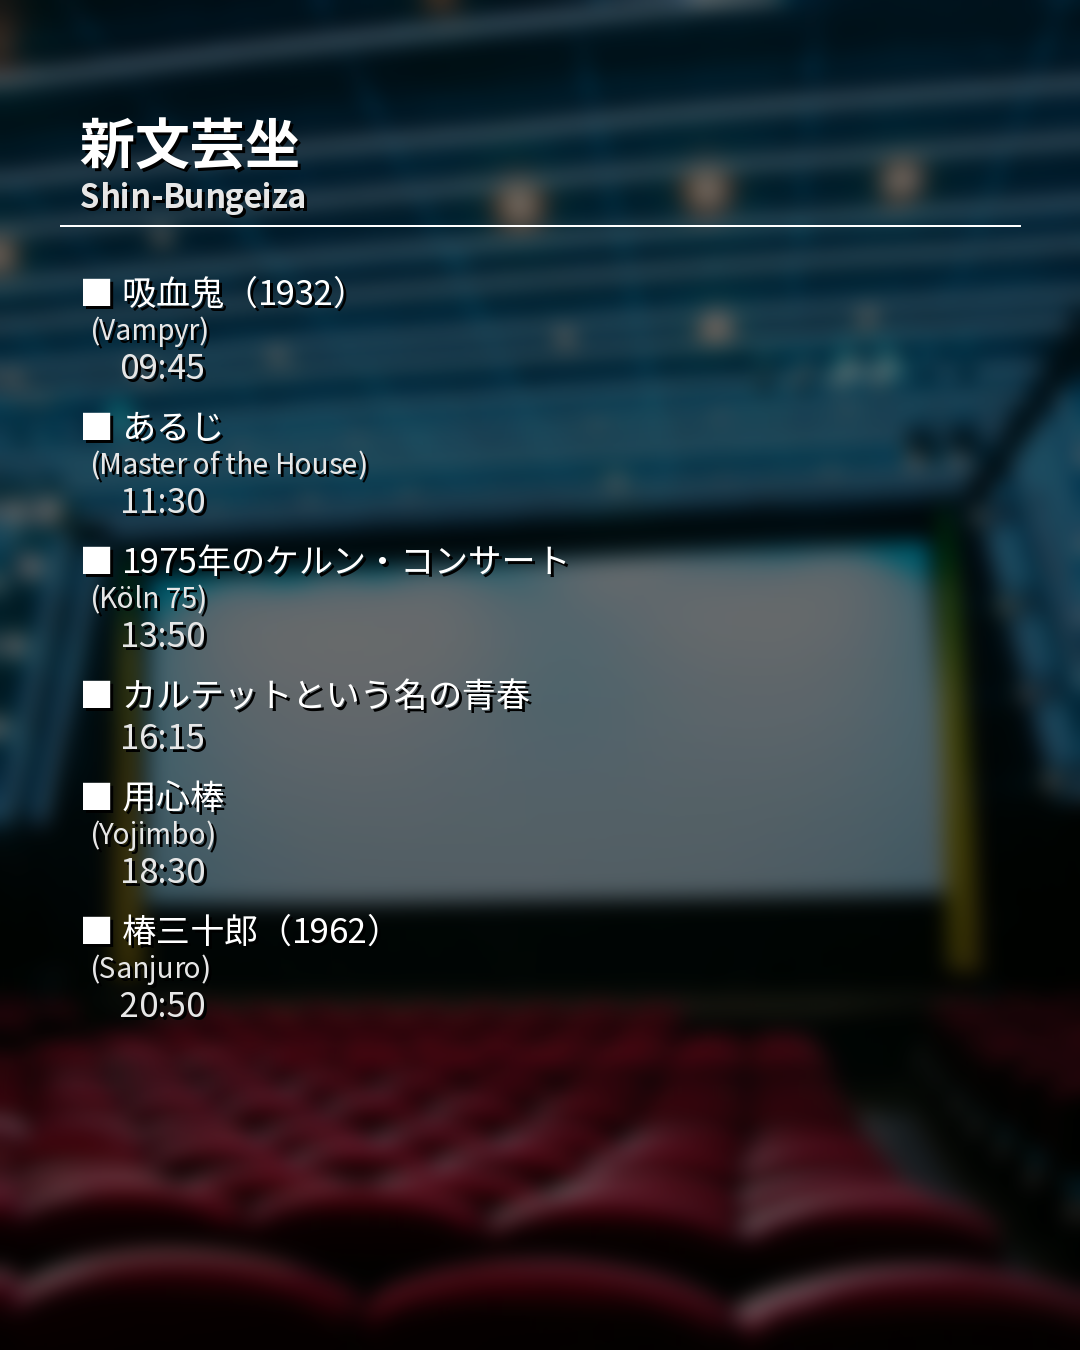 新文芸坐
Shin-Bungeiza
■ 吸血鬼（1932）
(Vampyr)
09:45
■ あるじ
(Master of the House)
11:30
■ 1975年のケルン・コンサート
(Köln 75)
13:50
■ カルテットという名の青春
16:15
■ 用心棒
(Yojimbo)
18:30
■ 椿三十郎（1962）
(Sanjuro)
20:50